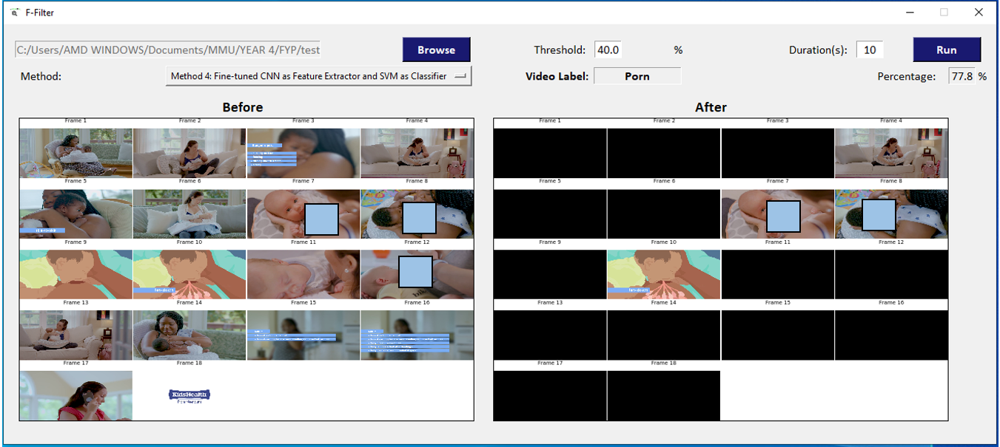 F-Filter
C:/Users/AMD WINDOWS/Documents/MMU/YEAR 4/FYP/test
Browse
Threshold: 40.0 %
Duration(s): 10
Run
Method: Method 4: Fine-tuned CNN as Feature Extractor and SVM as Classifier
Video Label: Porn
Percentage: 77.8 %
Before
After
Frame 1 Frame 2 Frame 3 Frame 4
Frame 5 Frame 6 Frame 7 Frame 8
skin-to-skin
Frame 9 Frame 10 Frame 11 Frame 12
Frame 13 Frame 14 Frame 15 Frame 16
Frame 17 Frame 18
KidsHealth
Frame 1 Frame 2 Frame 3 Frame 4
Frame 5 Frame 6 Frame 7 Frame 8
Frame 9 Frame 10 Frame 11 Frame 12
Frame 13 Frame 14 Frame 15 Frame 16
Frame 17 Frame 18